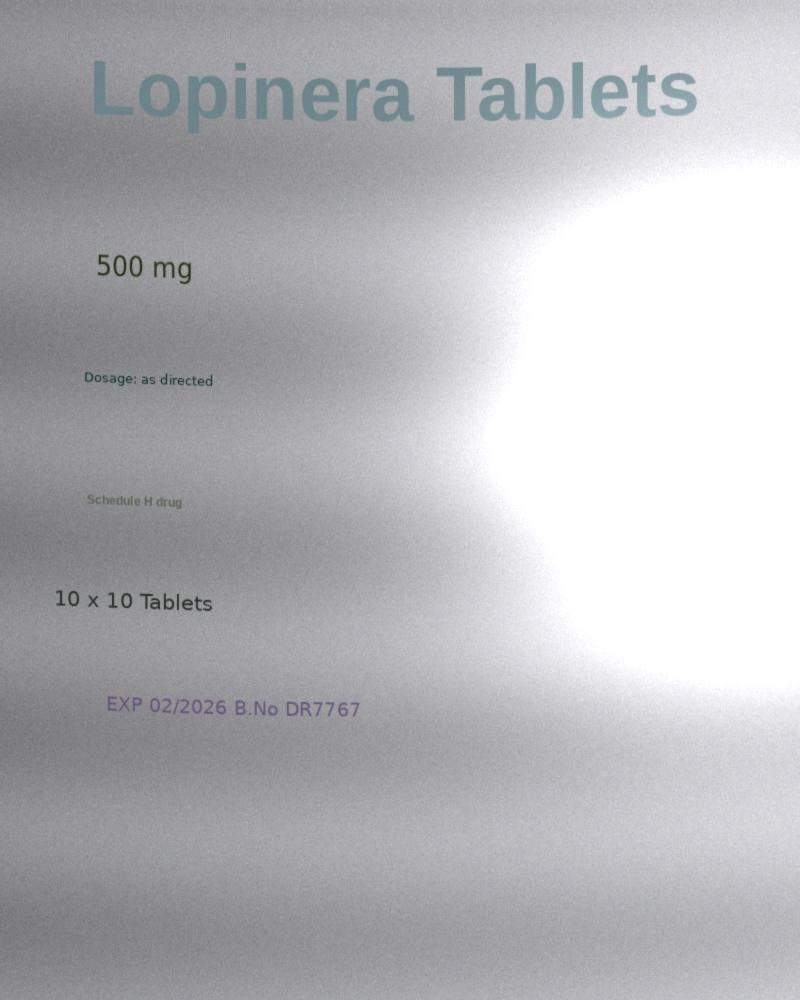 Lopinera Tablets
500 mg
Dosage: as directed
Schedule H drug
10 x 10 Tablets
EXP 02/2026 B.No DR7767